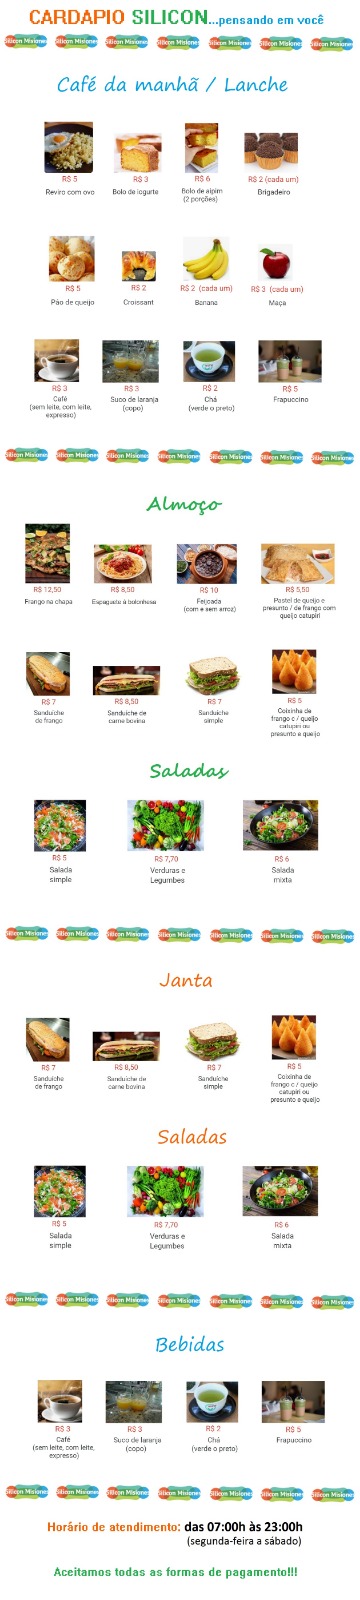 CARDAPIO SILICON...pensando em você
Silicon Misiones Silicon Misiones Silicon Misiones Silicon Misiones Silicon Misiones Silicon Misiones Silicon Misiones
Café da manhã / Lanche
R$ 5
Reviro com ovo
R$ 3
Bolo de iogurte
R$ 6
Bolo de aipim
(2 porções)
R$ 2 (cada um)
Brigadeiro
R$ 5
Pão de queijo
R$ 2
Croissant
R$ 2 (cada um)
Banana
R$ 3 (cada um)
Maça
R$ 3
Café
(sem leite, com leite,
expresso)
R$ 3
Suco de laranja
(copo)
R$ 2
Chá
(verde o preto)
R$ 5
Frapuccino
Silicon Misiones Silicon Misiones Silicon Misiones Silicon Misiones Silicon Misiones Silicon Misiones Silicon Misiones
Almoço
R$ 12,50
Frango na chapa
R$ 8,50
Espaguete à bolonhesa
R$ 10
Feijoada
(com e sem arroz)
R$ 5,50
Pastel de queijo e
presunto / de frango com
queijo catupiri
R$ 7
Sanduiche
de frango
R$ 8,50
Sanduiche de
carne bovina
R$ 7
Sanduiche
simple
R$ 5
Coixinha de
frango c / queijo
catupiri ou
presunto e queijo
Saladas
R$ 5
Salada
simple
R$ 7,70
Verduras e
Legumes
R$ 6
Salada
mixta
Silicon Misiones Silicon Misiones Silicon Misiones Silicon Misiones Silicon Misiones Silicon Misiones Silicon Misiones
Janta
R$ 7
Sanduiche
de frango
R$ 8,50
Sanduiche de
carne bovina
R$ 7
Sanduiche
simple
R$ 5
Coixinha de
frango c / queijo
catupiri ou
presunto e queijo
Saladas
R$ 5
Salada
simple
R$ 7,70
Verduras e
Legumbes
R$ 6
Salada
mixta
Silicon Misiones Silicon Misiones Silicon Misiones Silicon Misiones Silicon Misiones Silicon Misiones Silicon Misiones
Bebidas
R$ 3
Café
(sem leite, com leite,
expresso)
R$ 3
Suco de laranja
(copo)
R$ 2
Chá
(verde o preto)
R$ 5
Frapuccino
Silicon Misiones Silicon Misiones Silicon Misiones Silicon Misiones Silicon Misiones Silicon Misiones Silicon Misiones
Horário de atendimento: das 07:00h às 23:00h
(segunda-feira a sábado)
Aceitamos todas as formas de pagamento!!!